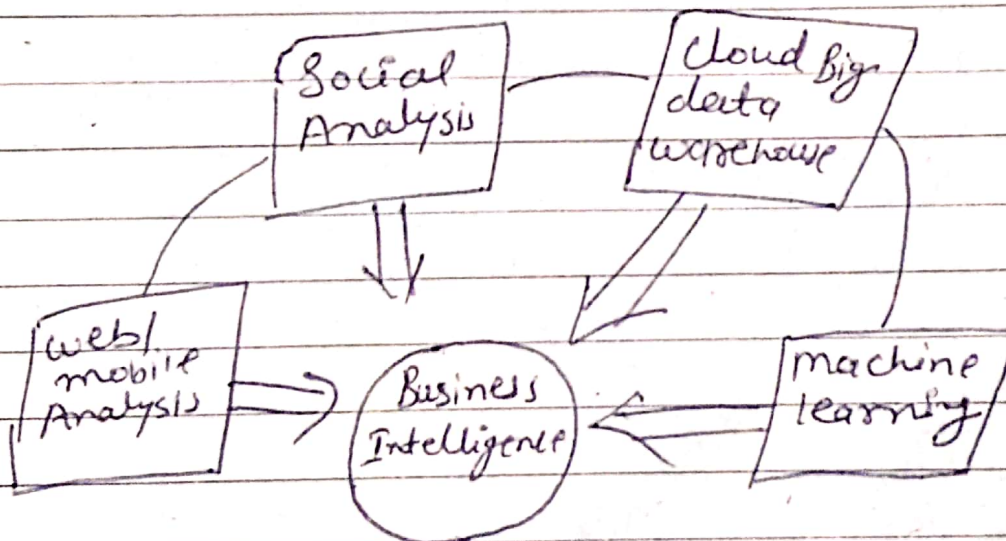 Social
Analysis
Cloud Big
data
warehouse
web/
mobile
Analysis
Business
Intelligence
machine
learning